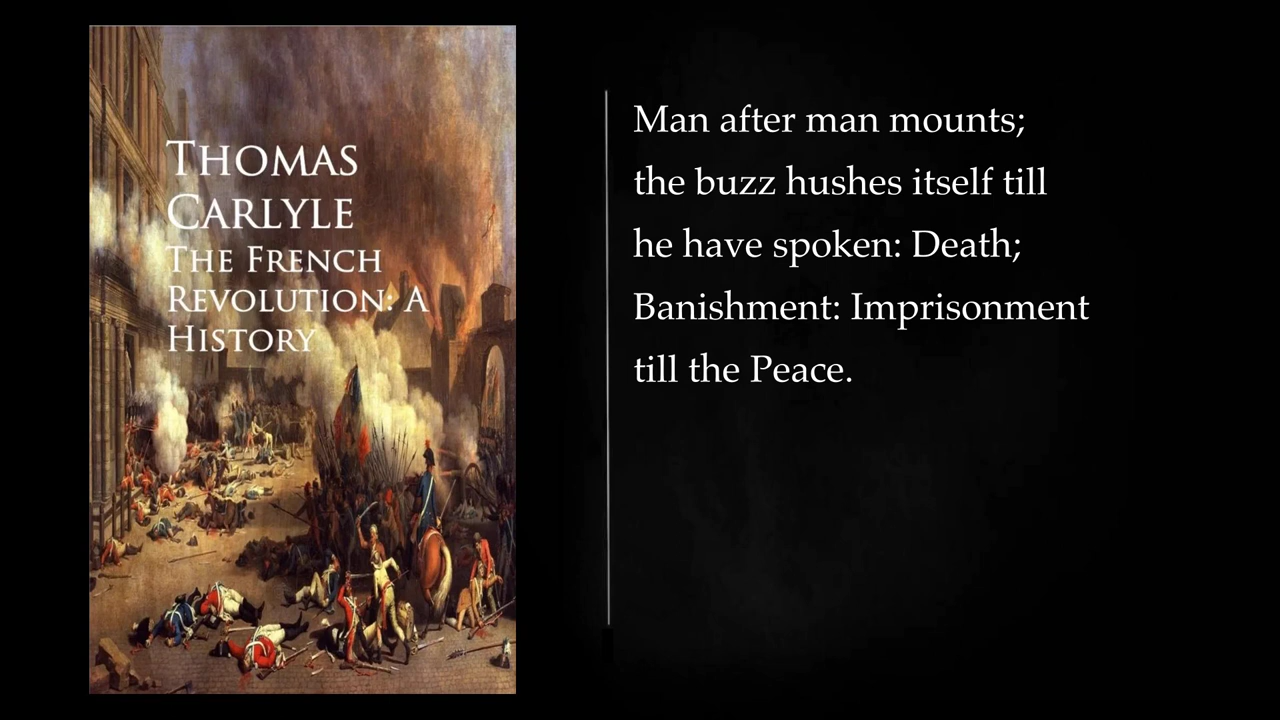 THOMAS
CARLYLE
THE FRENCH
REVOLUTION: A
HISTORY
Man after man mounts;
the buzz hushes itself till
he have spoken: Death;
Banishment: Imprisonment
till the Peace.